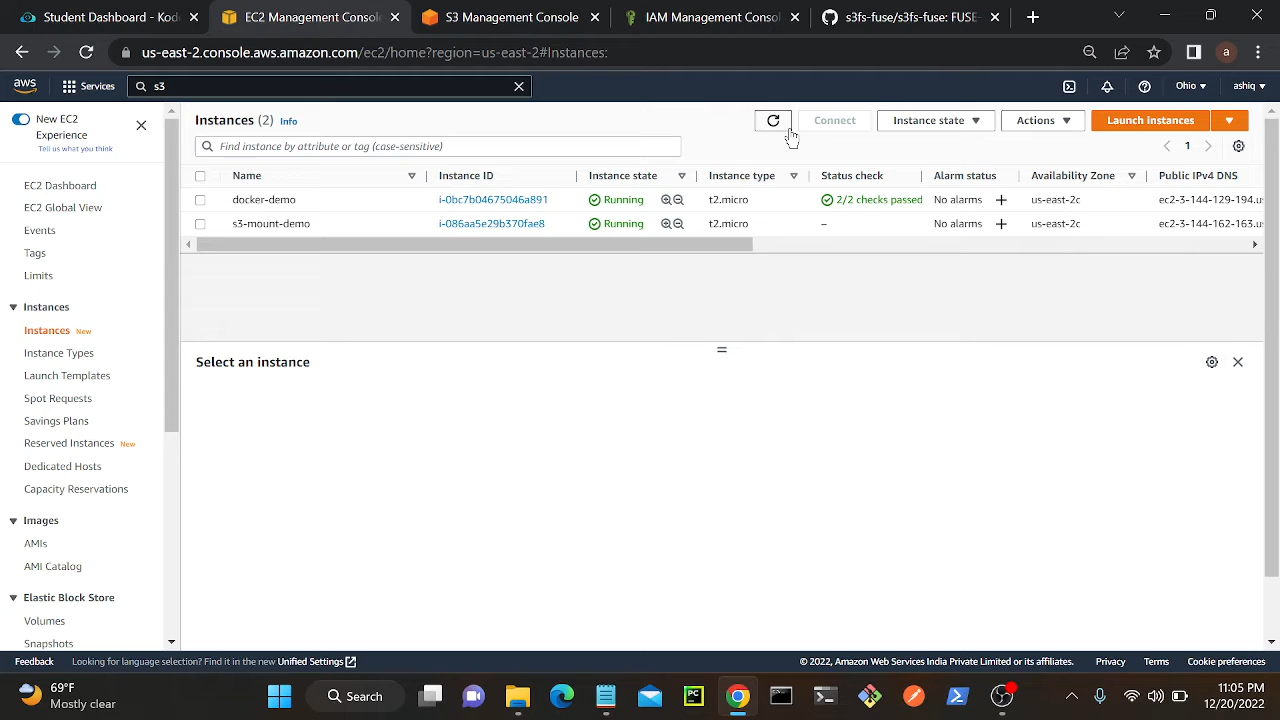 Student Dashboard - Kod
EC2 Management Consol
S3 Management Console
IAM Management Consol
s3fs-fuse/s3fs-fuse: FUSE-
us-east-2.console.aws.amazon.com/ec2/home?region=us-east-2#Instances:
a
aws
Services
s3
Ohio
ashiq
New EC2
Experience
Tell us what you think
EC2 Dashboard
EC2 Global View
Events
Tags
Limits
Instances
Instances New
Instance Types
Launch Templates
Spot Requests
Savings Plans
Reserved Instances New
Dedicated Hosts
Capacity Reservations
Images
AMIs
AMI Catalog
Elastic Block Store
Volumes
Snapshots
Instances (2) Info
Connect
Instance state
Actions
Launch instances
Find instance by attribute or tag (case-sensitive)
1
Name Instance ID Instance state Instance type Status check Alarm status Availability Zone Public IPv4 DNS
docker-demo i-0bc7b04675046a891 Running t2.micro 2/2 checks passed No alarms + us-east-2c ec2-3-144-129-194.us
s3-mount-demo i-086aa5e29b370fae8 Running t2.micro – No alarms + us-east-2c ec2-3-144-162-163.us
Select an instance
Feedback
Looking for language selection? Find it in the new Unified Settings
© 2022, Amazon Web Services India Private Limited or its affiliates.
Privacy
Terms
Cookie preferences
69°F
Mostly clear
Search
PC
11:05 PM
12/20/2022